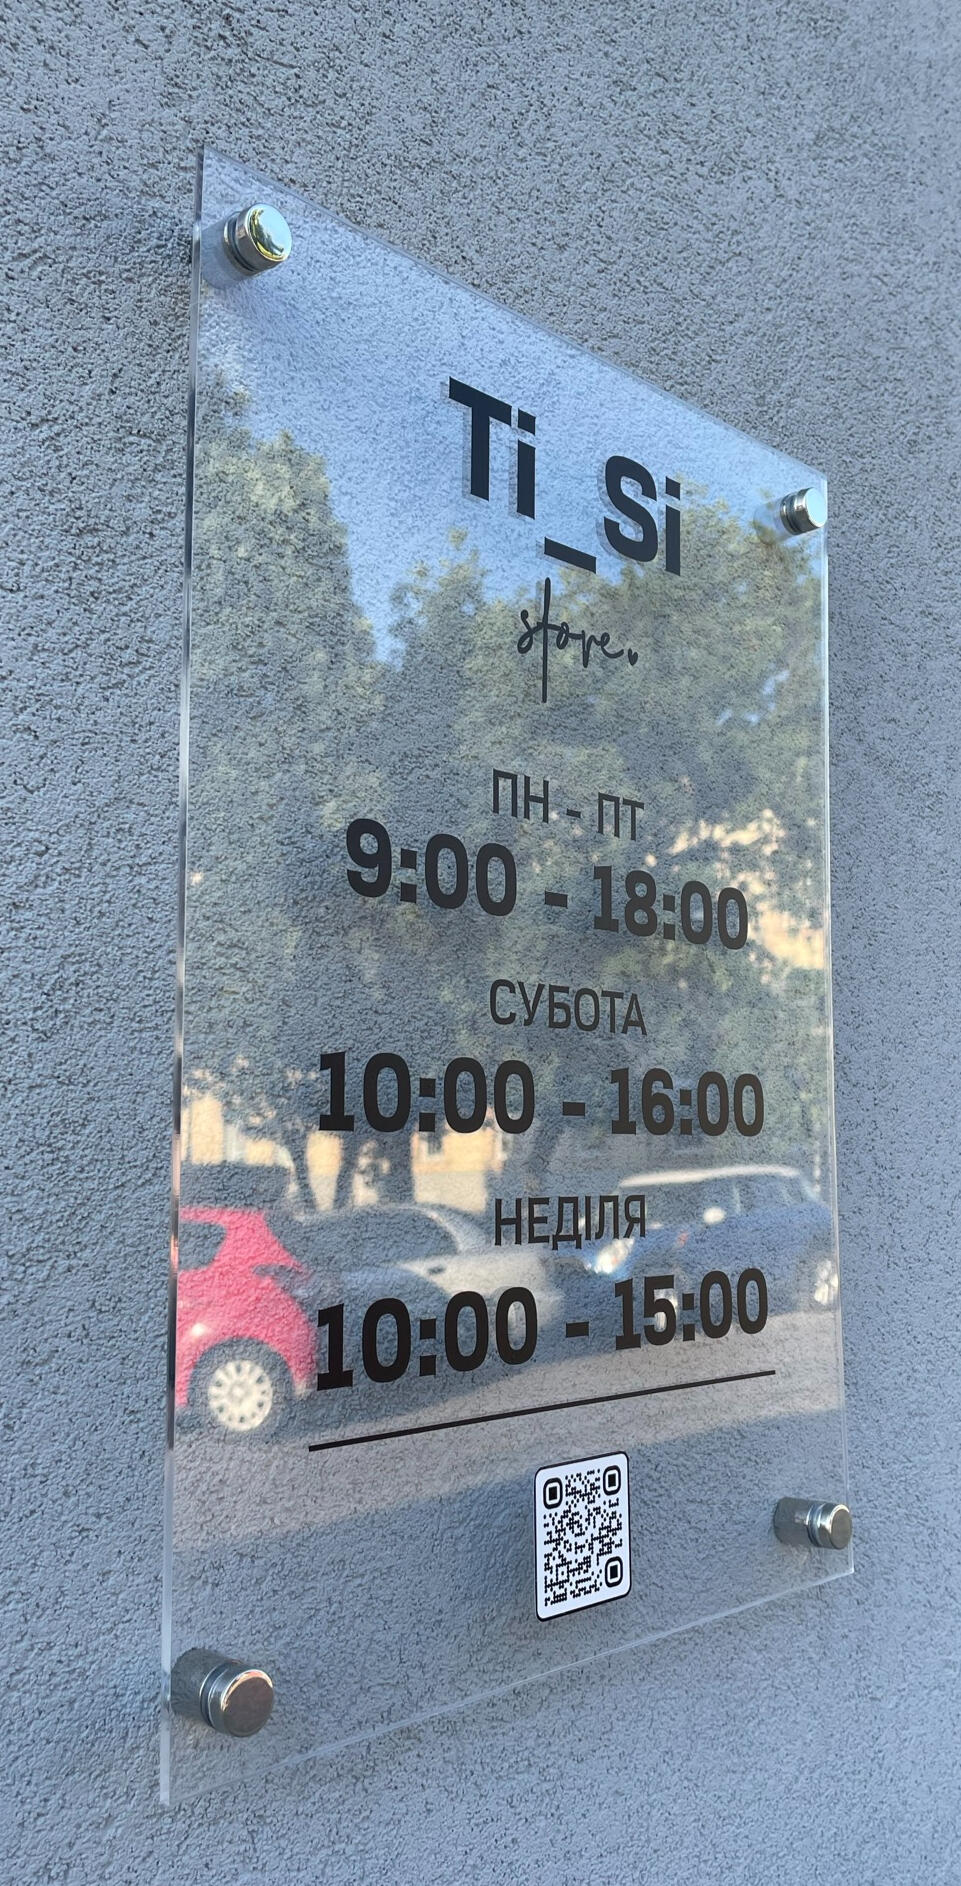 Ti_Si
store
ПН - ПТ
9:00 - 18:00
СУБОТА
10:00 - 16:00
НЕДІЛЯ
10:00 - 15:00